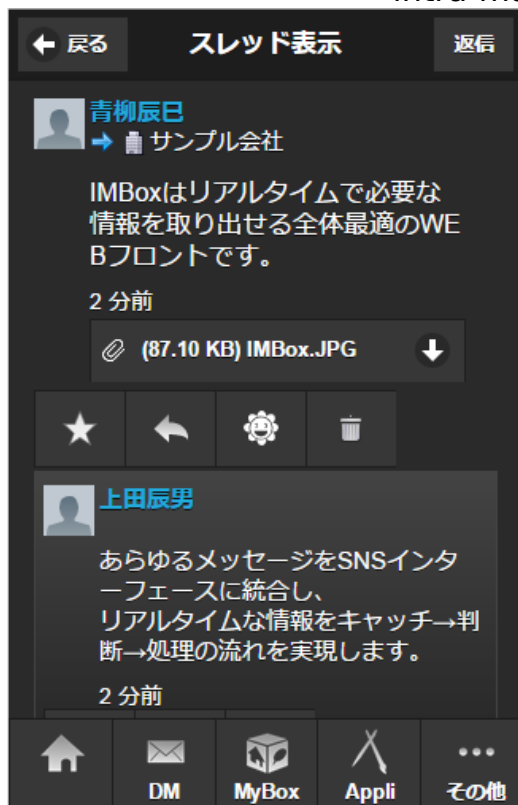 戻る
スレッド表示
返信
青柳辰巳
サンプル会社
IMBoxはリアルタイムで必要な
情報を取り出せる全体最適のWE
Bフロントです。
2 分前
(87.10 KB) IMBox.JPG
上田辰男
あらゆるメッセージをSNSインタ
ーフェースに統合し、
リアルタイムな情報をキャッチ→判
断→処理の流れを実現します。
2 分前
DM
MyBox
Appli
その他